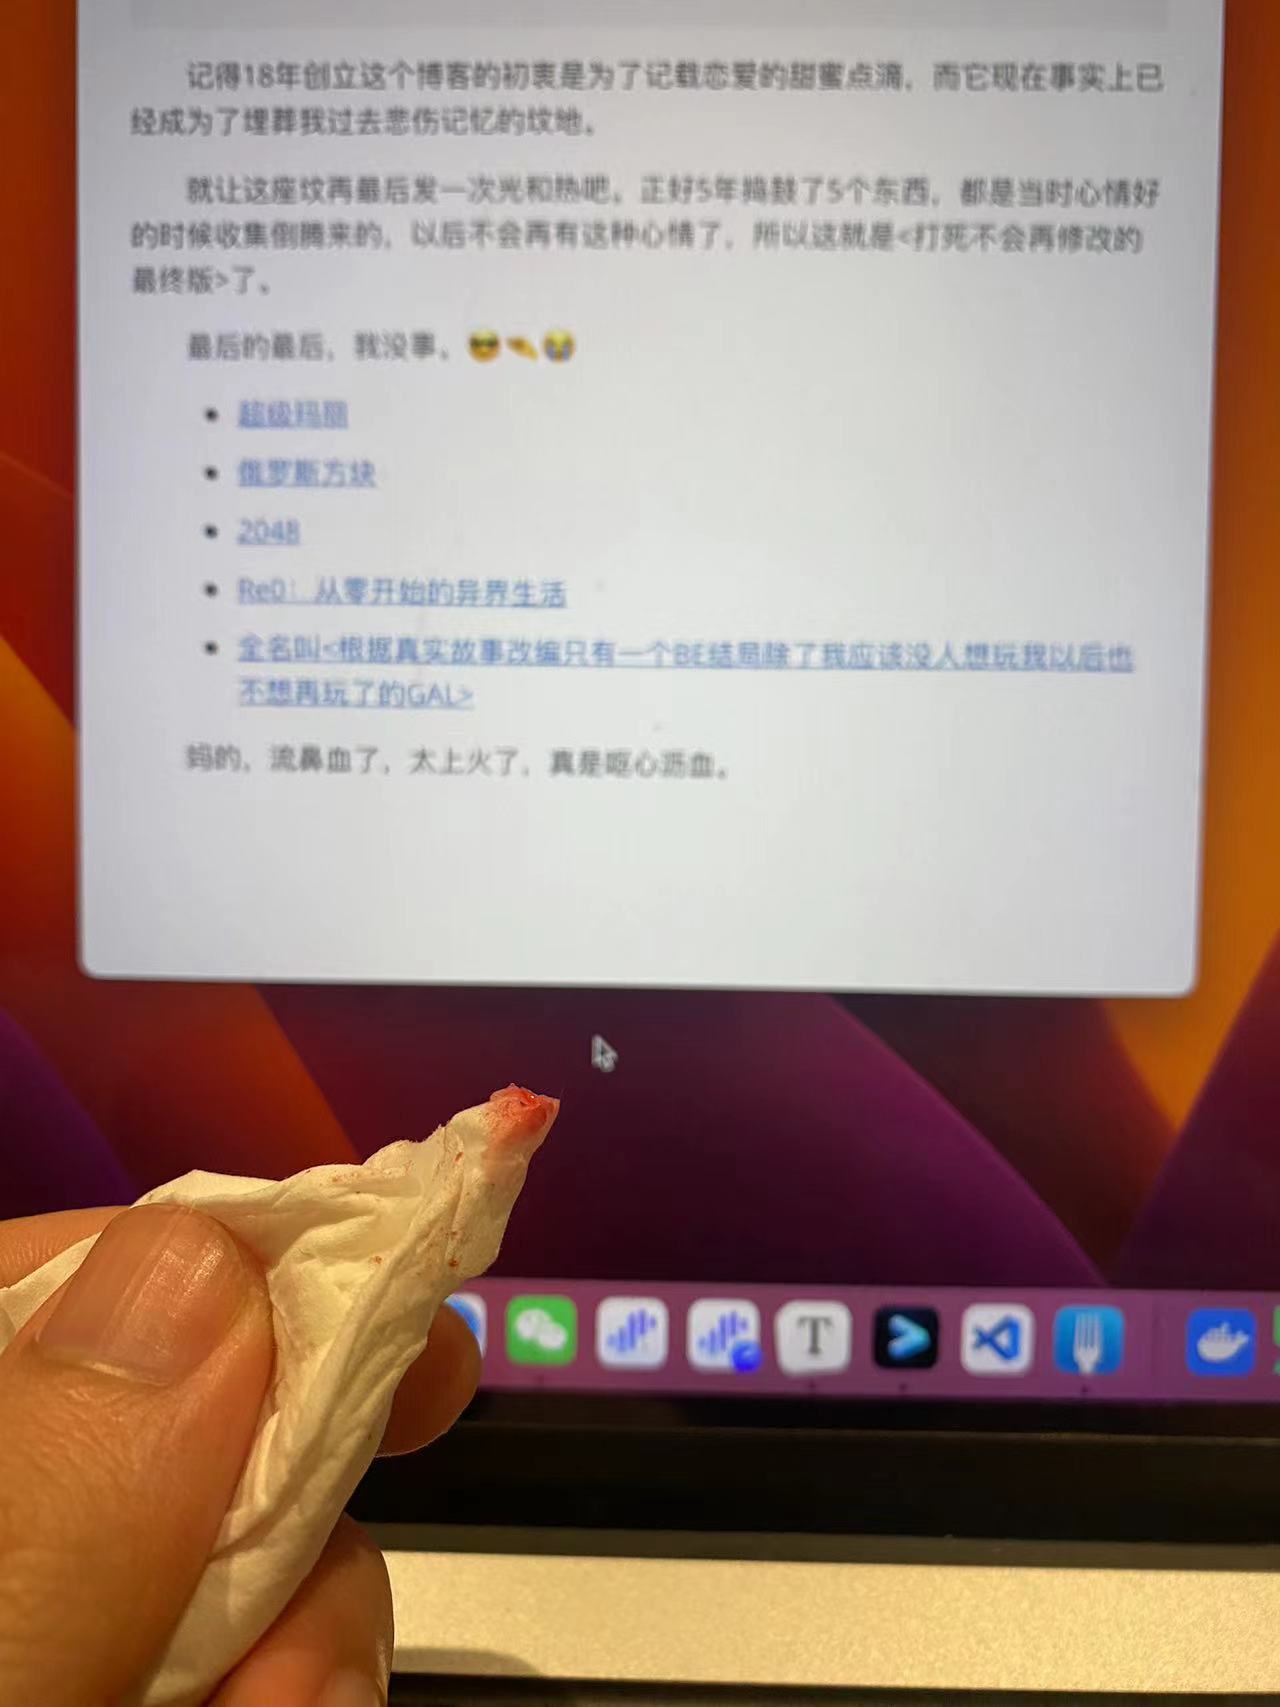 记得18年创立这个博客的初衷是为了记载恋爱的甜蜜点滴，而它现在事实上已
经成为了埋葬我过去悲伤记忆的坟地。
就让这座坟再最后发一次光和热吧，正好5年捣鼓了5个东西，都是当时心情好
的时候收集倒腾来的，以后不会再有这种心情了，所以这就是<打死不会再修改的
最终版>了。
最后的最后，我没事。😎🤏😭
超级玛丽
俄罗斯方块
2048
Re0：从零开始的异界生活
全名叫<根据真实故事改编只有一个BE结局除了我应该没人想玩我以后也
不想再玩了的GAL>
妈的，流鼻血了，太上火了，真是呕心沥血。
T